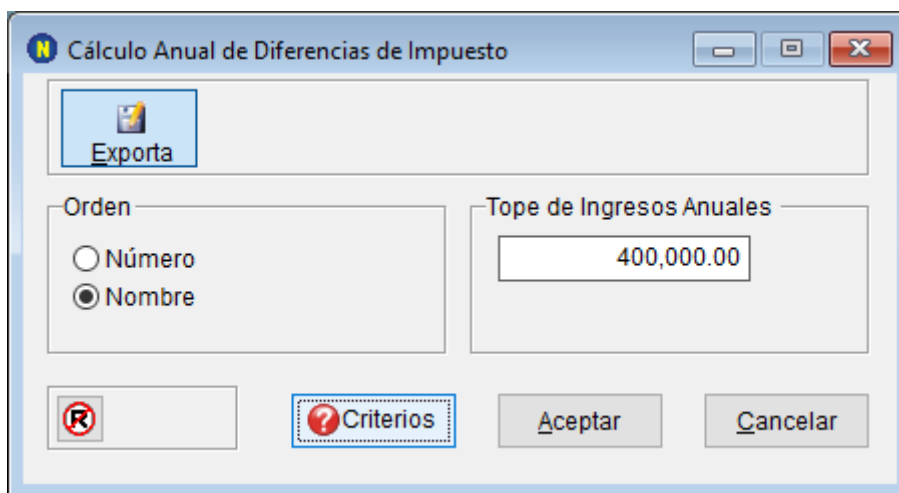 N Cálculo Anual de Diferencias de Impuesto
Exporta
Orden
Tope de Ingresos Anuales
Número
400,000.00
Nombre
R
?Criterios
Aceptar
Cancelar